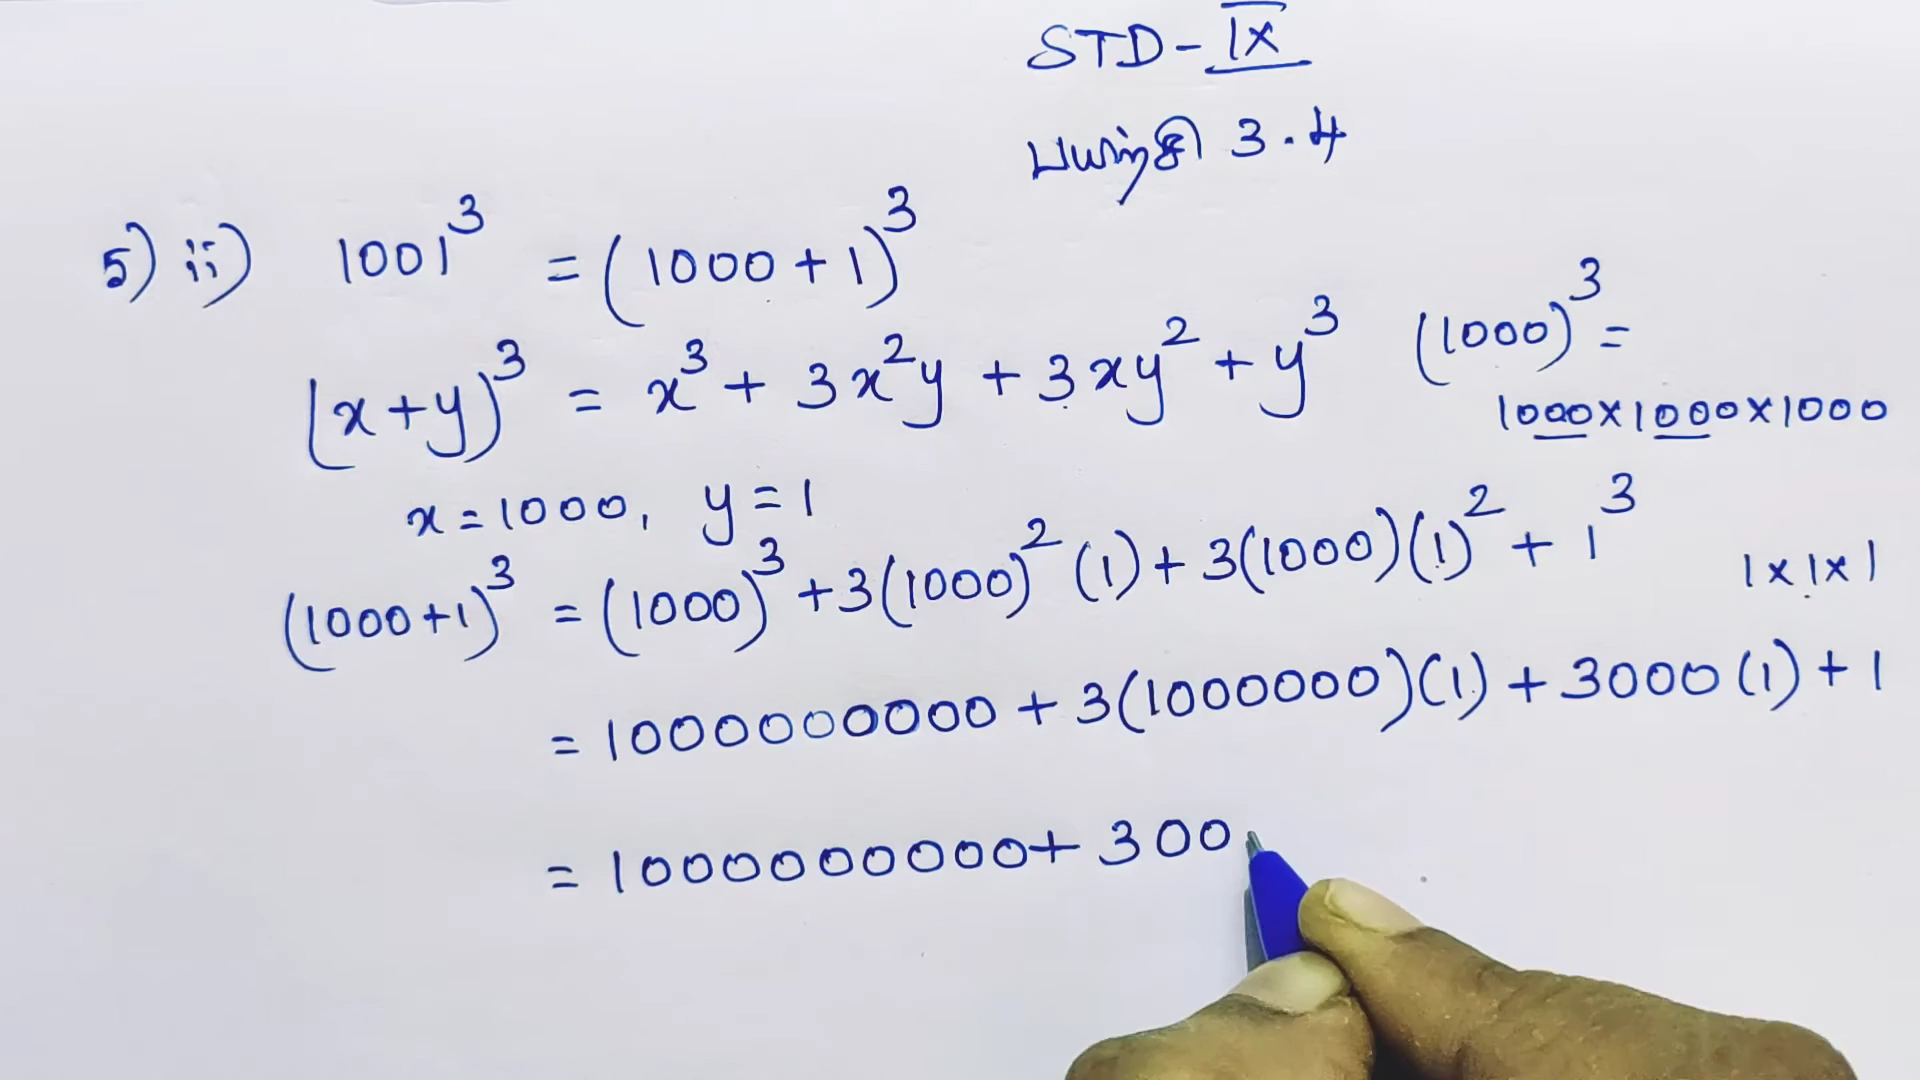 STD - IX
பயிற்சி 3.4
5) ii) 1001³ = (1000 + 1)³
(x+y)³ = x³ + 3x²y + 3xy² + y³
(1000)³ =
1000×1000×1000
x = 1000, y = 1
(1000+1)³ = (1000)³ + 3(1000)² (1) + 3(1000)(1)² + 1³
1×1×1
= 1000000000 + 3(1000000)(1) + 3000(1) + 1
= 1000000000 + 300